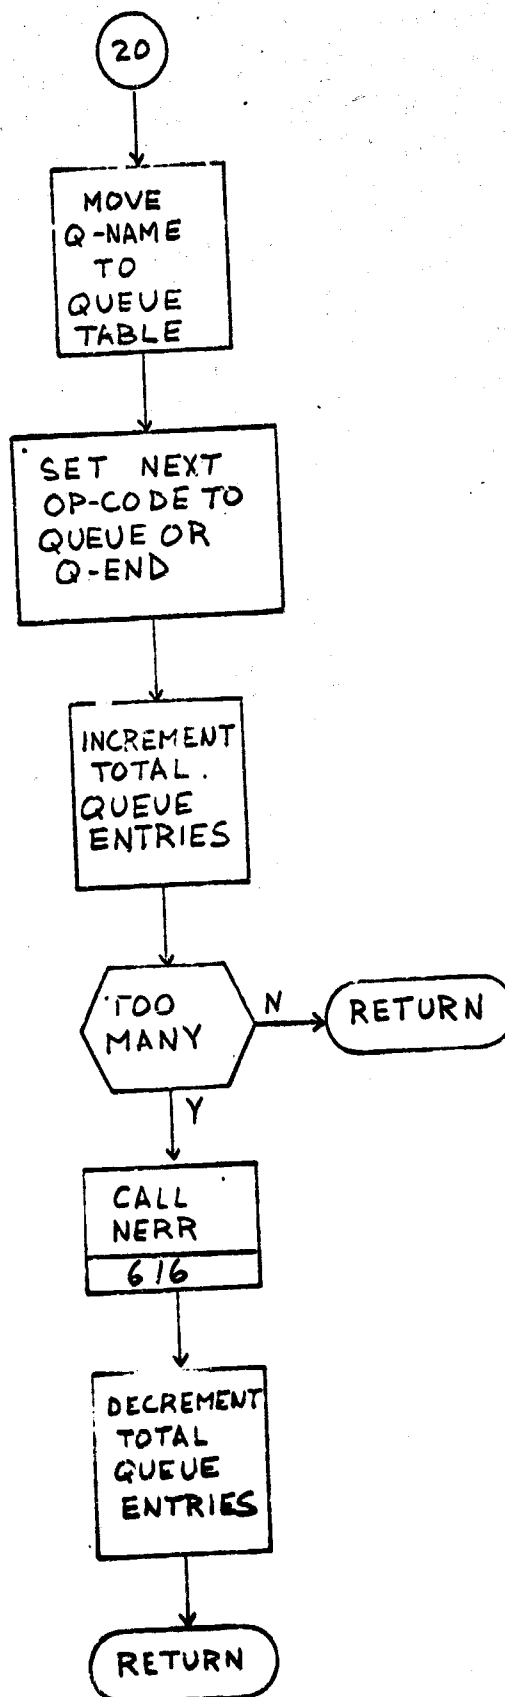 20
MOVE
Q-NAME
TO
QUEUE
TABLE
SET NEXT
OP-CODE TO
QUEUE OR
Q-END
INCREMENT
TOTAL.
QUEUE
ENTRIES
TOO
MANY
N
RETURN
Y
CALL
NERR
616
DECREMENT
TOTAL
QUEUE
ENTRIES
RETURN